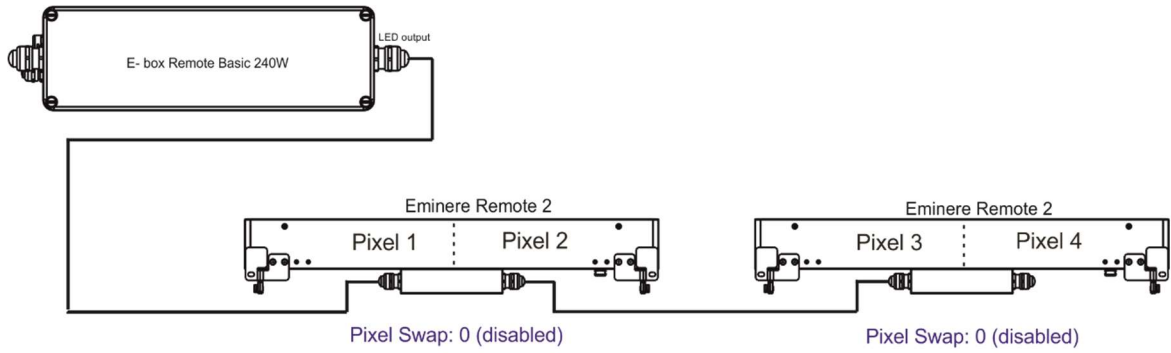 LED output
E- box Remote Basic 240W
Eminere Remote 2
Pixel 1
Pixel 2
Pixel Swap: 0 (disabled)
Eminere Remote 2
Pixel 3
Pixel 4
Pixel Swap: 0 (disabled)